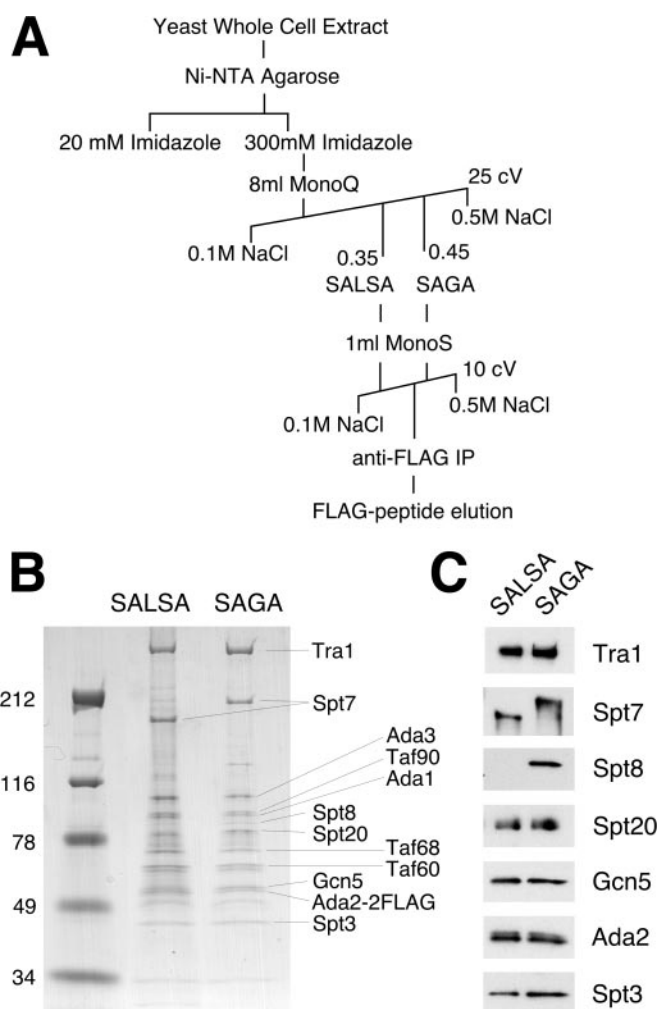 A
Yeast Whole Cell Extract
Ni-NTA Agarose
20 mM Imidazole 300mM Imidazole
8ml MonoQ
25 cV
0.5M NaCl
0.1M NaCl
0.35 0.45
SALSA SAGA
1ml MonoS
10 cV
0.5M NaCl
0.1M NaCl
anti-FLAG IP
FLAG-peptide elution
B
SALSA SAGA
212
116
78
49
34
Tra1
Spt7
Ada3
Taf90
Ada1
Spt8
Spt20
Taf68
Taf60
Gcn5
Ada2-2FLAG
Spt3
C
SALSA
SAGA
Tra1
Spt7
Spt8
Spt20
Gcn5
Ada2
Spt3